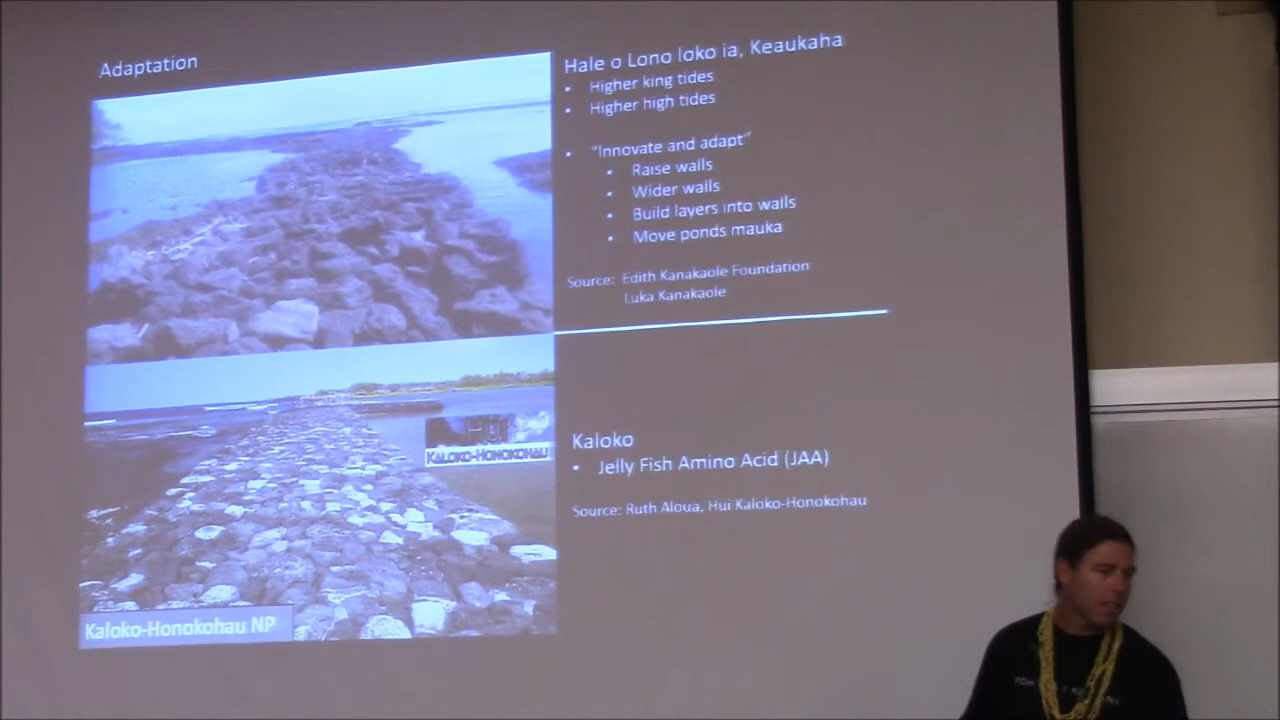 Adaptation
Hale o Lono loko ia, Keaukaha
• Higher king tides
• Higher high tides
• "Innovate and adapt"
• Raise walls
• Wider walls
• Build layers into walls
• Move ponds mauka
Source: Edith Kanakaole Foundation
Luka Kanakaole
HUI
KALOKO-HONOKOHAU
Kaloko
• Jelly Fish Amino Acid (JAA)
Source: Ruth Aloua, Hui Kaloko-Honokohau
Kaloko-Honokohau NP